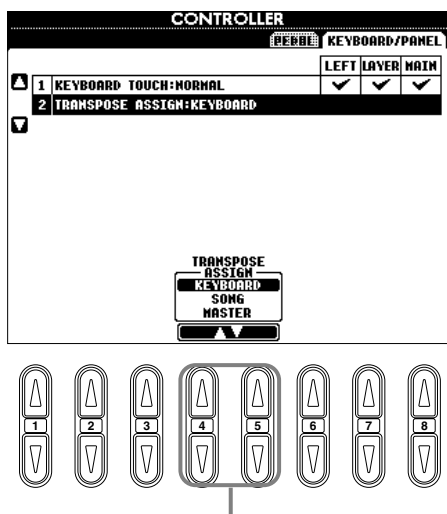 CONTROLLER
PEDAL KEYBOARD/PANEL
LEFT LAYER MAIN
1 KEYBOARD TOUCH:NORMAL
2 TRANSPOSE ASSIGN:KEYBOARD
TRANSPOSE
ASSIGN
KEYBOARD
SONG
MASTER
1 2 3 4 5 6 7 8